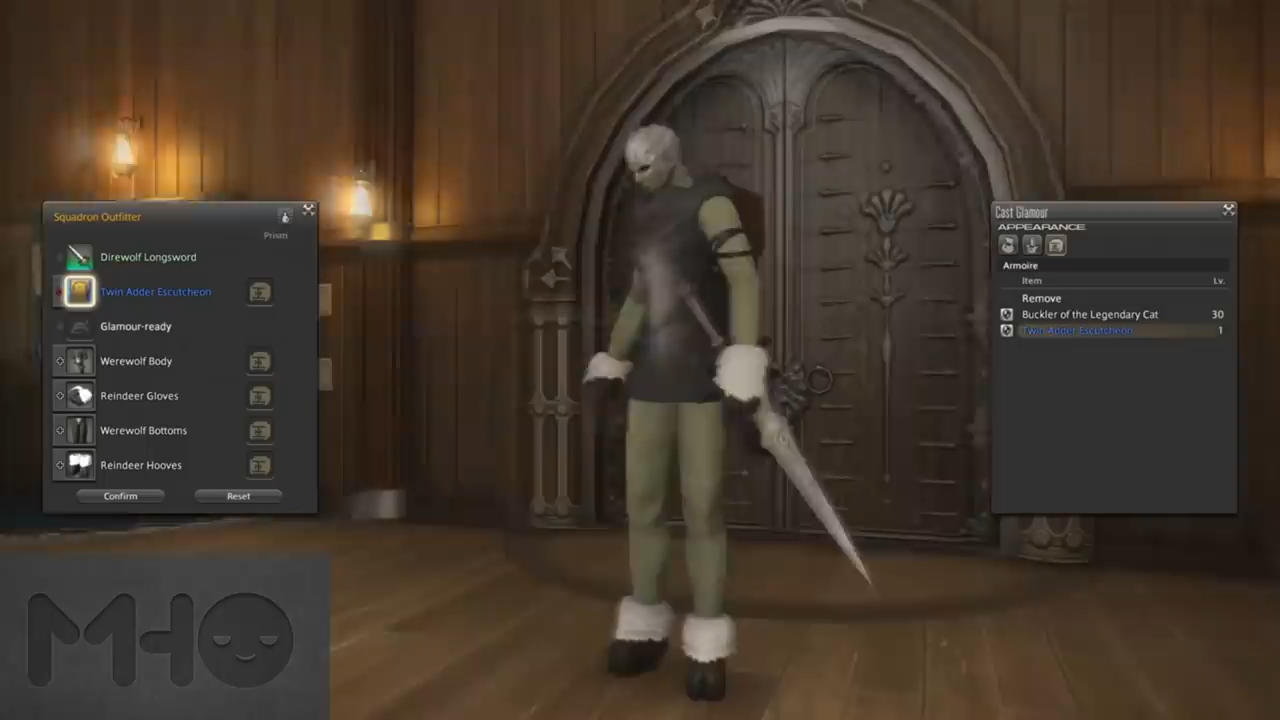 Squadron Outfitter
Prism
Direwolf Longsword
Twin Adder Escutcheon
Glamour-ready
Werewolf Body
Reindeer Gloves
Werewolf Bottoms
Reindeer Hooves
Confirm Reset
Cast Glamour
APPEARANCE
Armoire
Item Lv.
Remove
Buckler of the Legendary Cat 30
Twin Adder Escutcheon 1